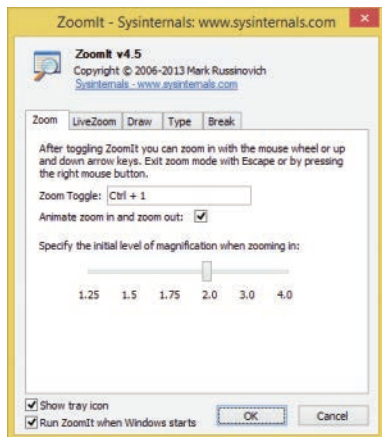 ZoomIt - Sysinternals: www.sysinternals.com
ZoomIt v4.5
Copyright © 2006-2013 Mark Russinovich
Sysinternals - www.sysinternals.com
Zoom LiveZoom Draw Type Break
After toggling ZoomIt you can zoom in with the mouse wheel or up
and down arrow keys. Exit zoom mode with Escape or by pressing
the right mouse button.
Zoom Toggle: Ctrl + 1
Animate zoom in and zoom out:
Specify the initial level of magnification when zooming in:
1.25 1.5 1.75 2.0 3.0 4.0
Show tray icon
Run ZoomIt when Windows starts
OK Cancel